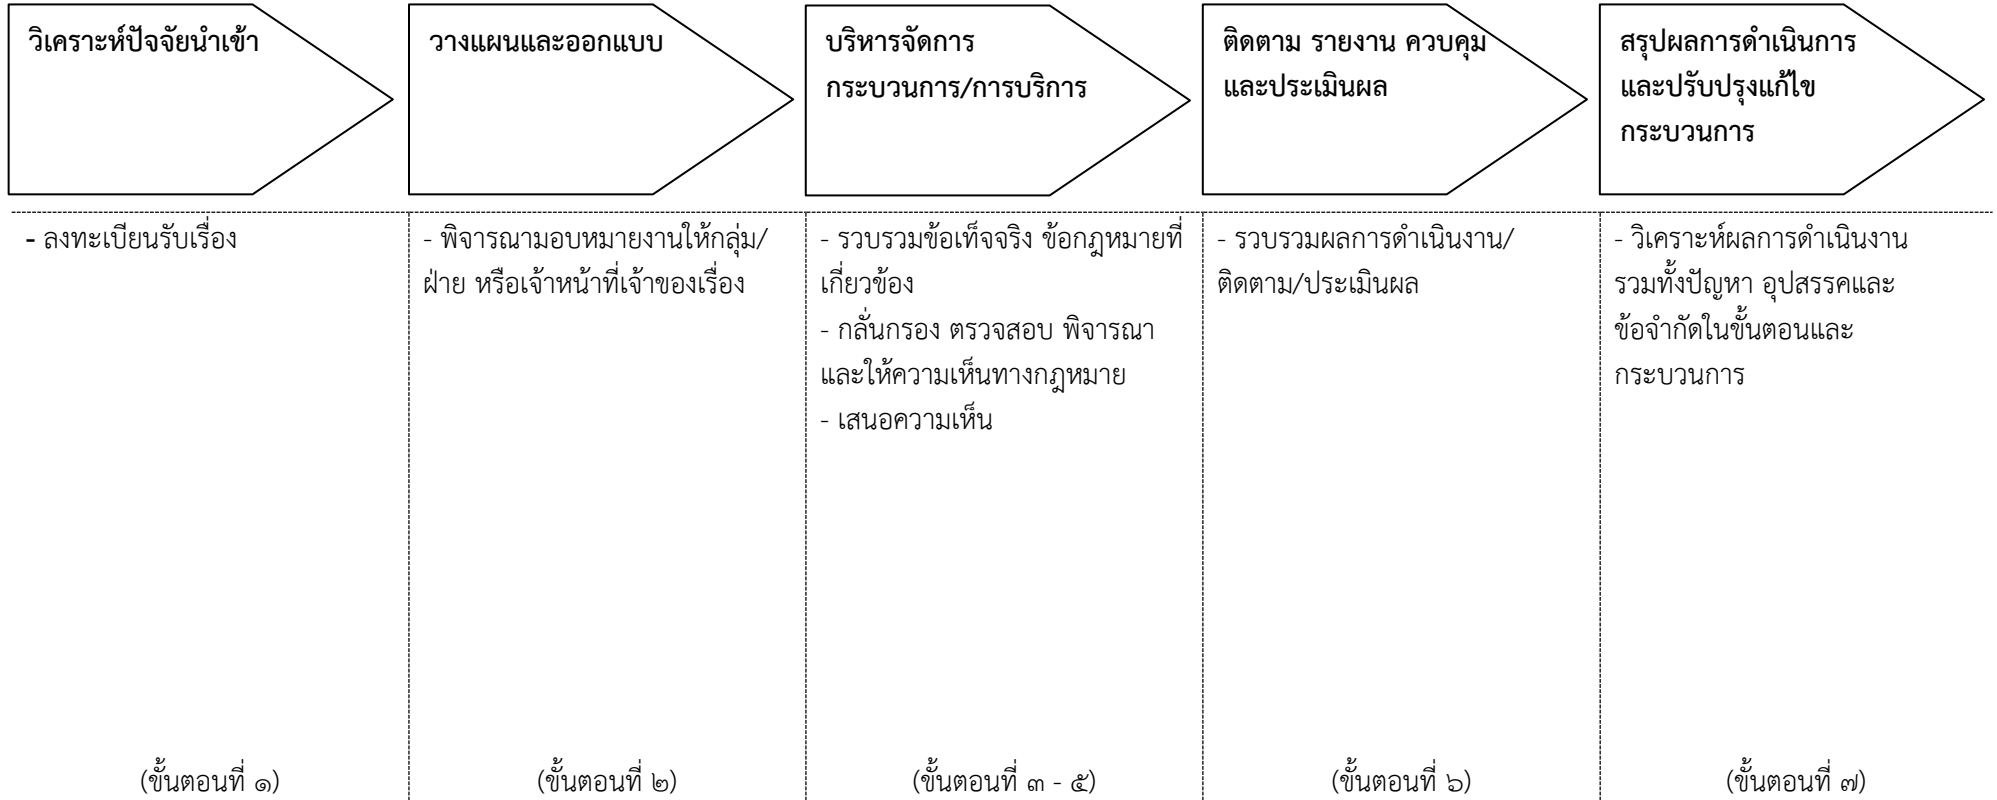 วิเคราะห์ปัจจัยนำเข้า
วางแผนและออกแบบ
บริหารจัดการ
กระบวนการ/การบริการ
ติดตาม รายงาน ควบคุม
และประเมินผล
สรุปผลการดำเนินการ
และปรับปรุงแก้ไข
กระบวนการ
- ลงทะเบียนรับเรื่อง
- พิจารณามอบหมายงานให้กลุ่ม/
ฝ่าย หรือเจ้าหน้าที่เจ้าของเรื่อง
- รวบรวมข้อเท็จจริง ข้อกฎหมายที่
เกี่ยวข้อง
- กลั่นกรอง ตรวจสอบ พิจารณา
และให้ความเห็นทางกฎหมาย
- เสนอความเห็น
- รวบรวมผลการดำเนินงาน/
ติดตาม/ประเมินผล
- วิเคราะห์ผลการดำเนินงาน
รวมทั้งปัญหา อุปสรรคและ
ข้อจำกัดในขั้นตอนและ
กระบวนการ
(ขั้นตอนที่ ๑)
(ขั้นตอนที่ ๒)
(ขั้นตอนที่ ๓ - ๕)
(ขั้นตอนที่ ๖)
(ขั้นตอนที่ ๗)